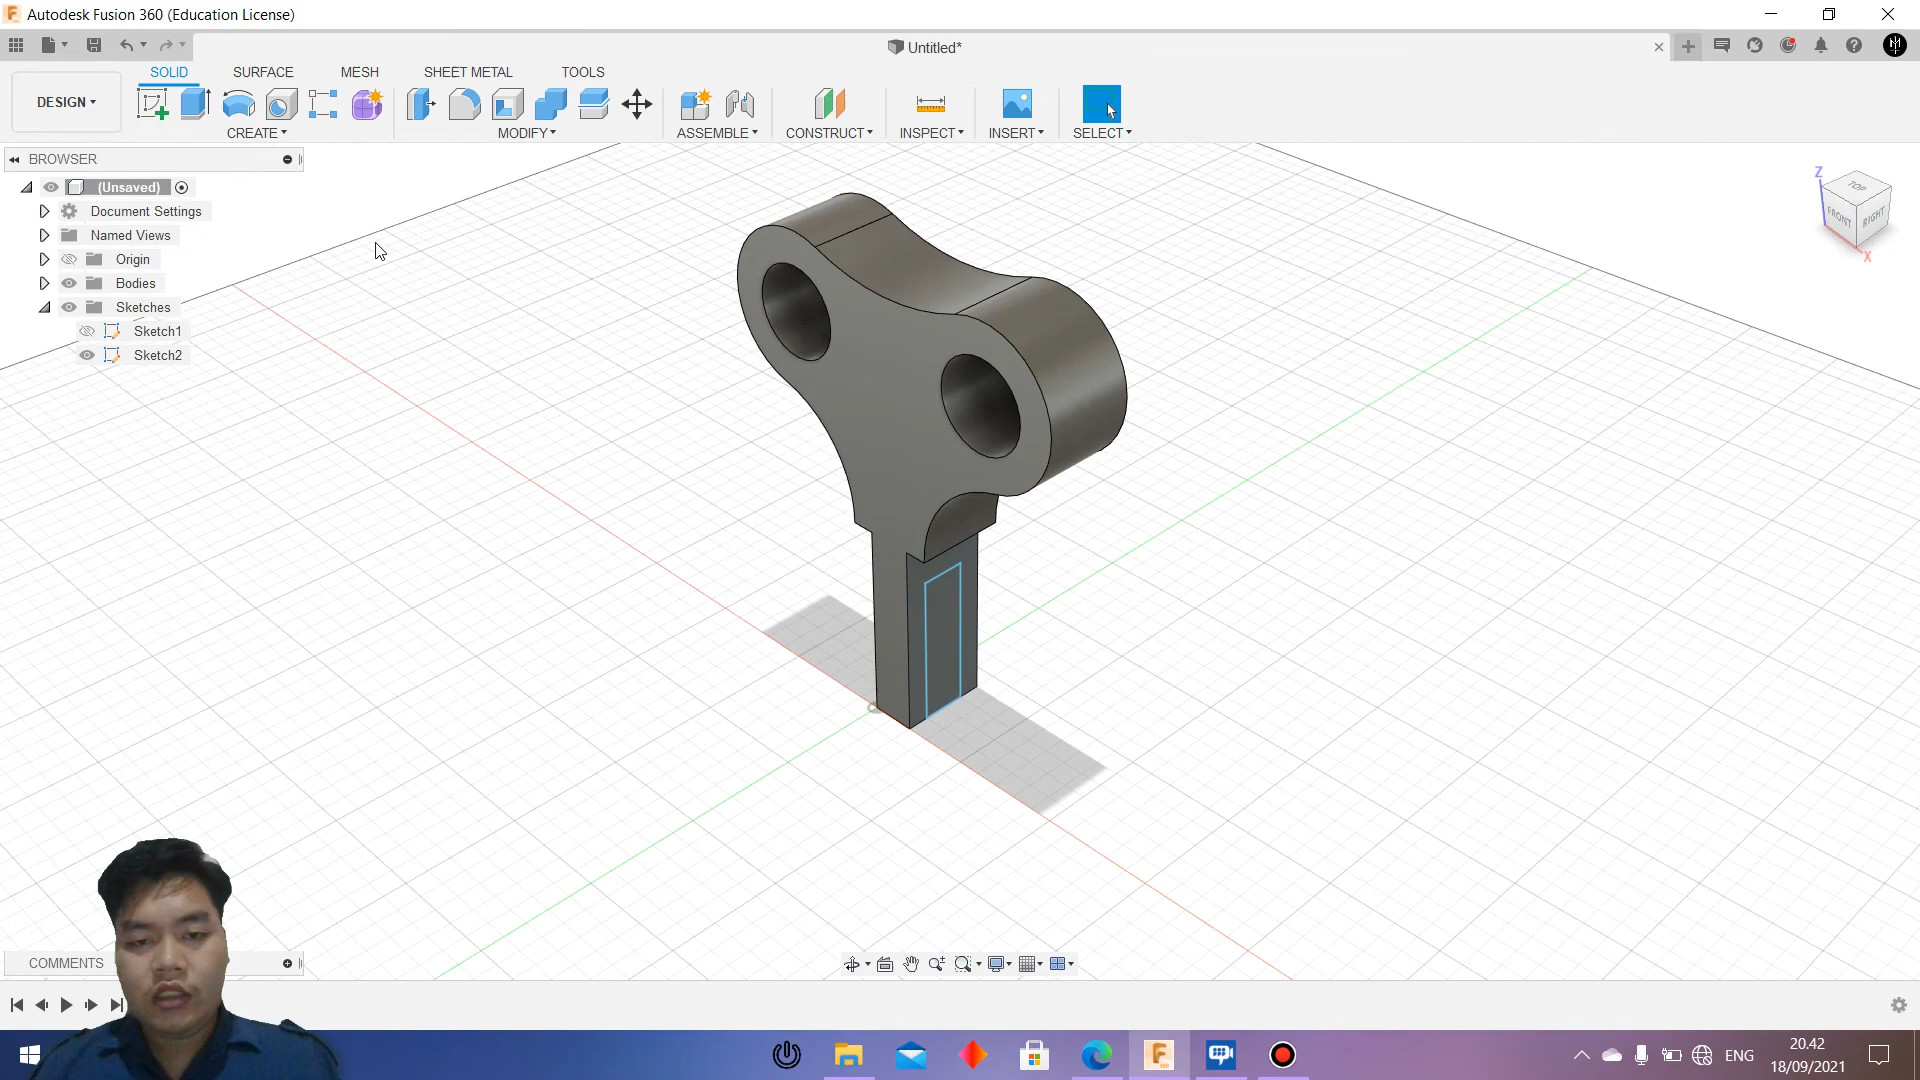 Autodesk Fusion 360 (Education License)
Untitled*
SOLID SURFACE MESH SHEET METAL TOOLS
DESIGN
CREATE MODIFY ASSEMBLE CONSTRUCT INSPECT INSERT SELECT
BROWSER
(Unsaved)
Document Settings
Named Views
Origin
Bodies
Sketches
Sketch1
Sketch2
Z
TOP
FRONT RIGHT
X
COMMENTS
ENG
20.42
18/09/2021